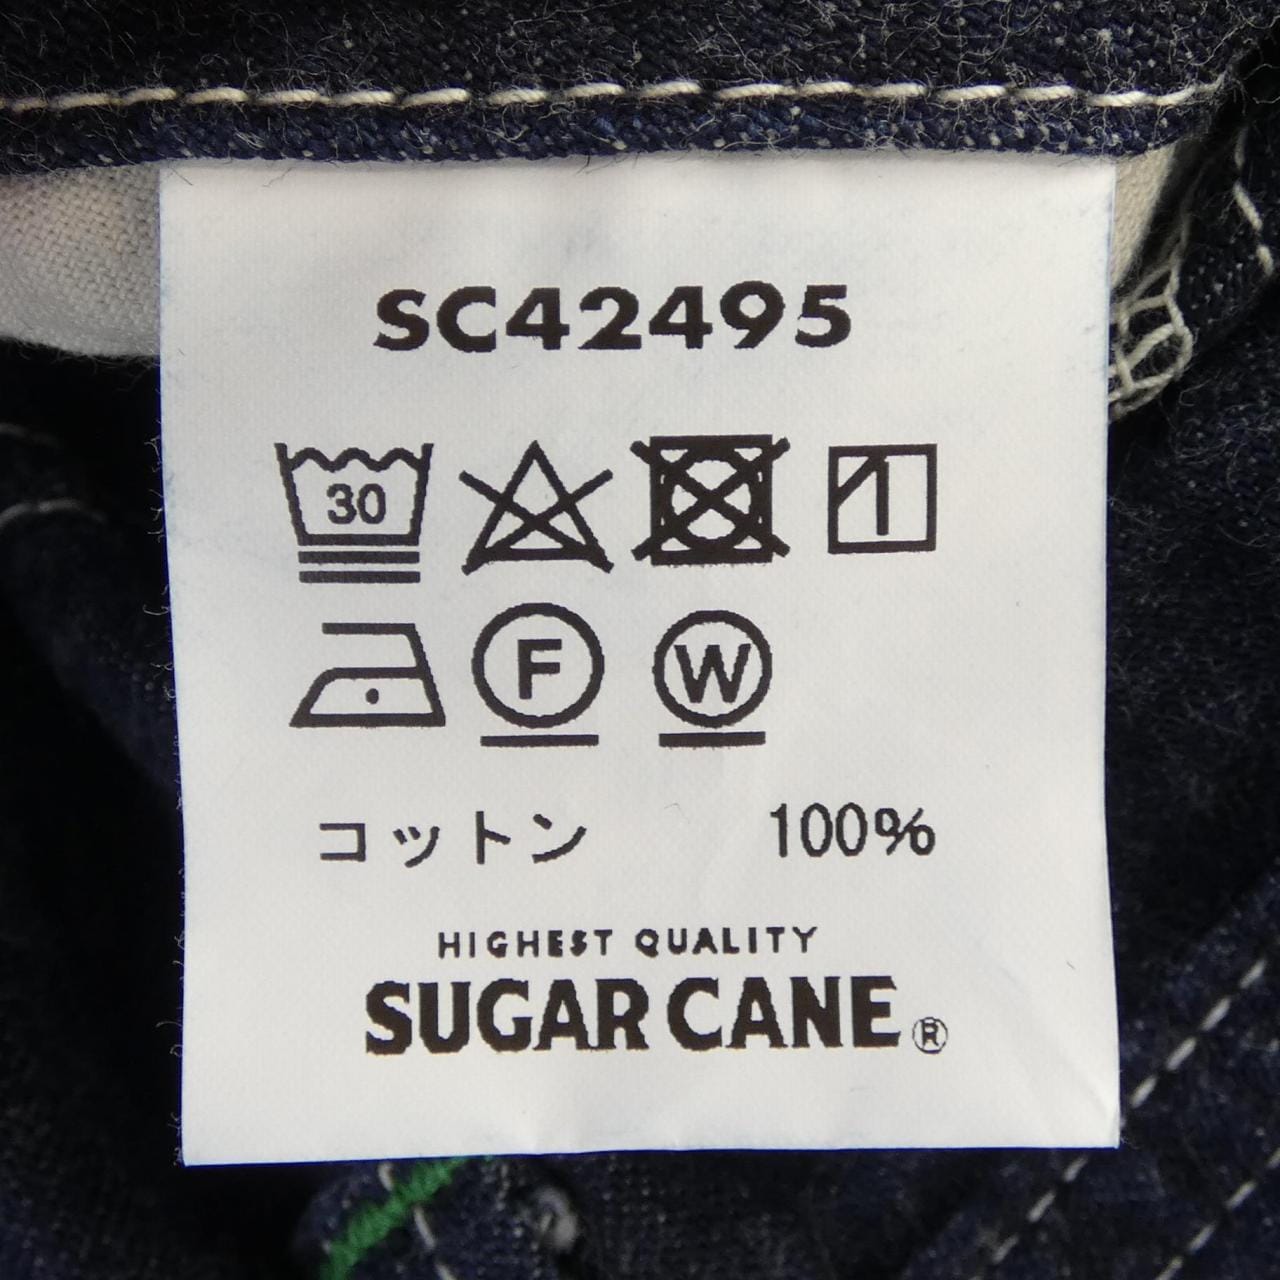 SC42495
30
F W
コットン 100%
HIGHEST QUALITY
SUGAR CANE®